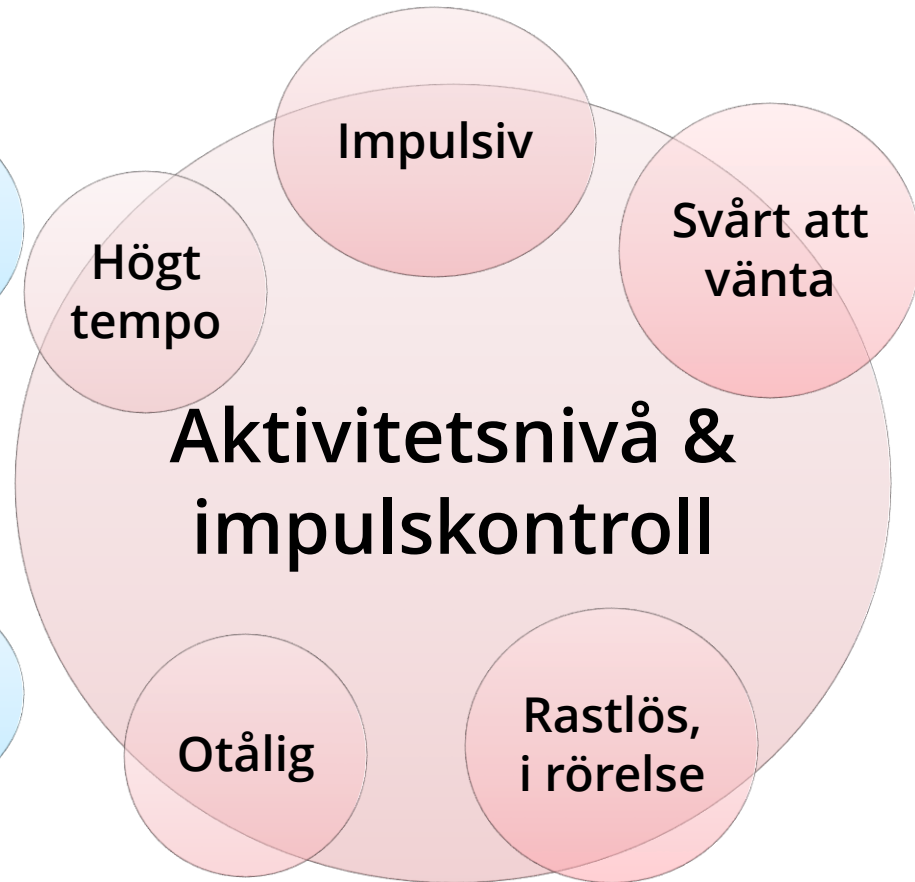 Impulsiv
Svårt att
vänta
Högt
tempo
Aktivitetsnivå &
impulskontroll
Otålig
Rastlös,
i rörelse